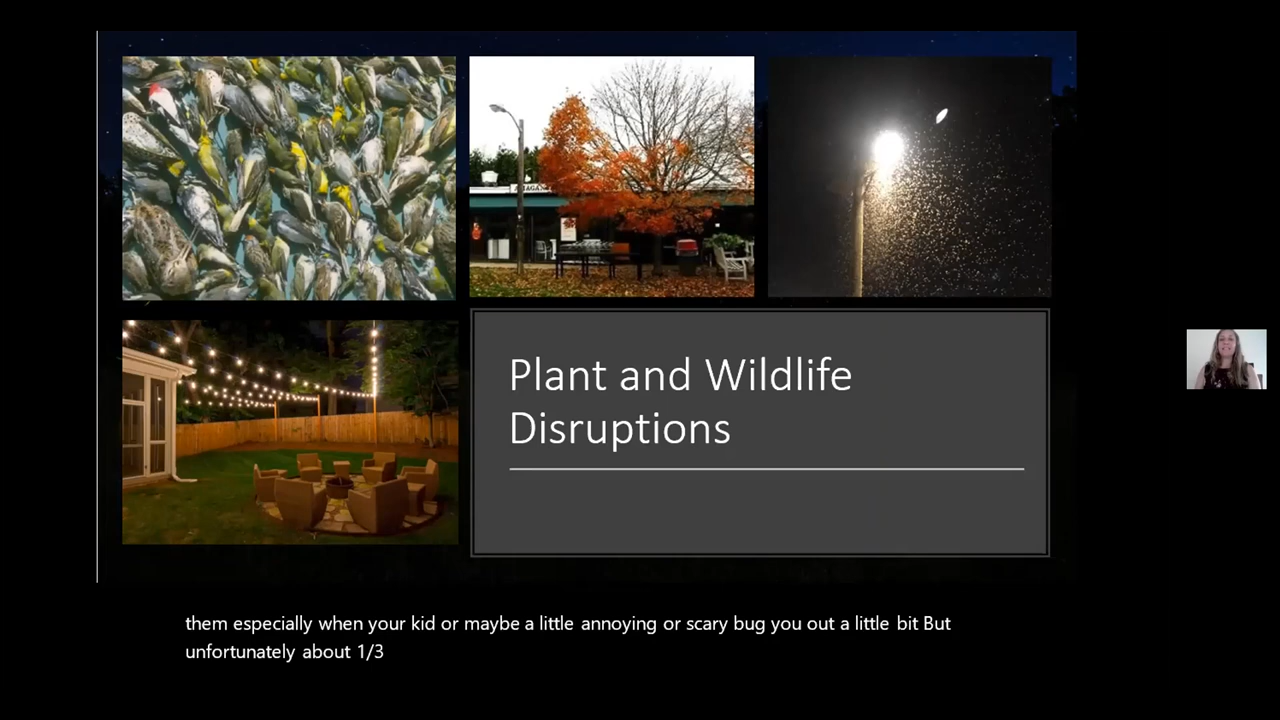 Plant and Wildlife
Disruptions
them especially when your kid or maybe a little annoying or scary bug you out a little bit But
unfortunately about 1/3